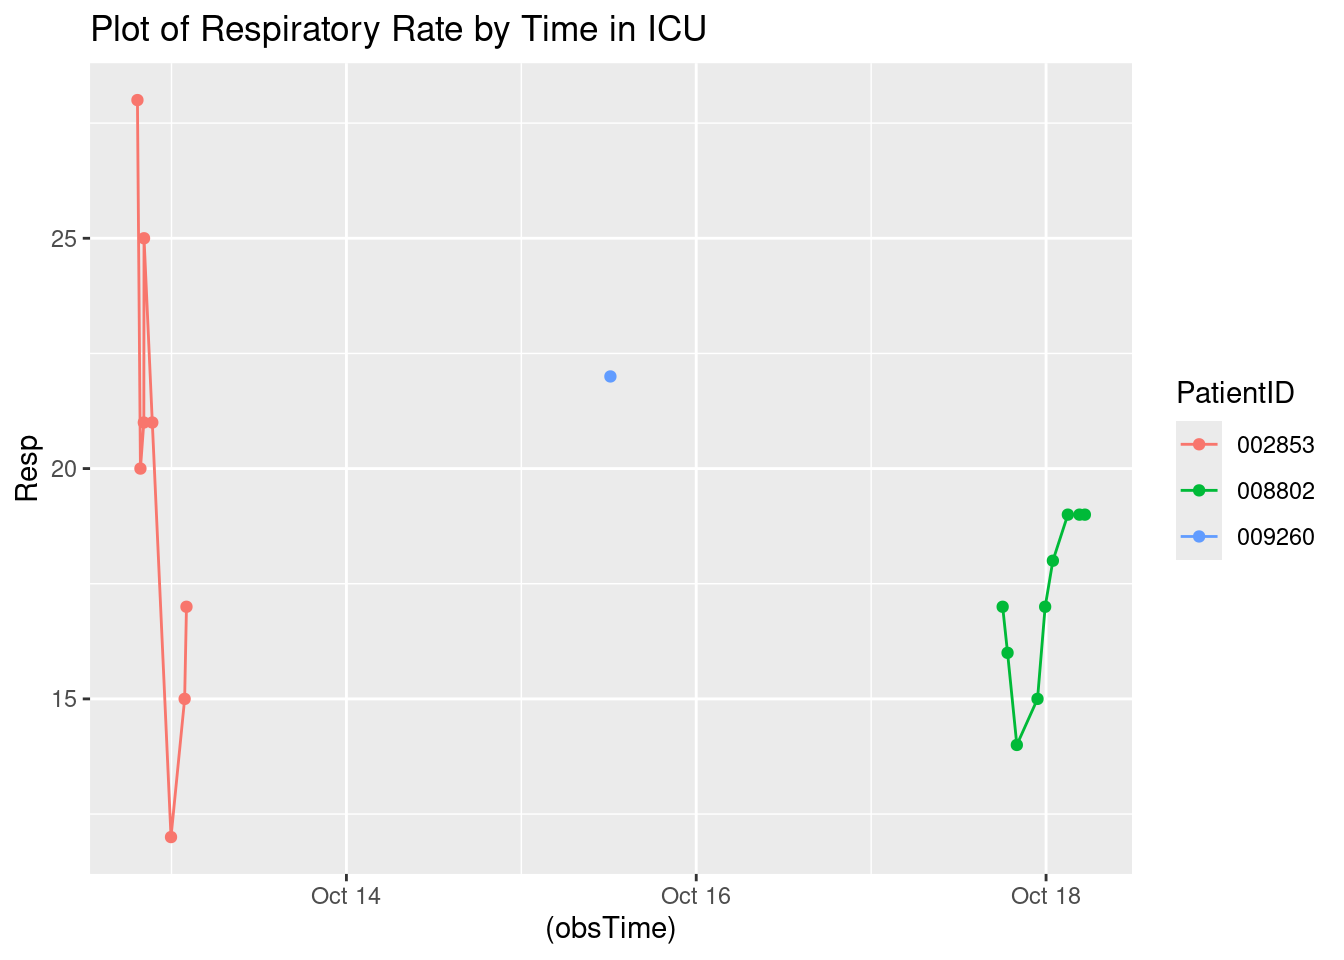 Plot of Respiratory Rate by Time in ICU
25
20
15
Resp
Oct 14
Oct 16
Oct 18
(obsTime)
PatientID
002853
008802
009260